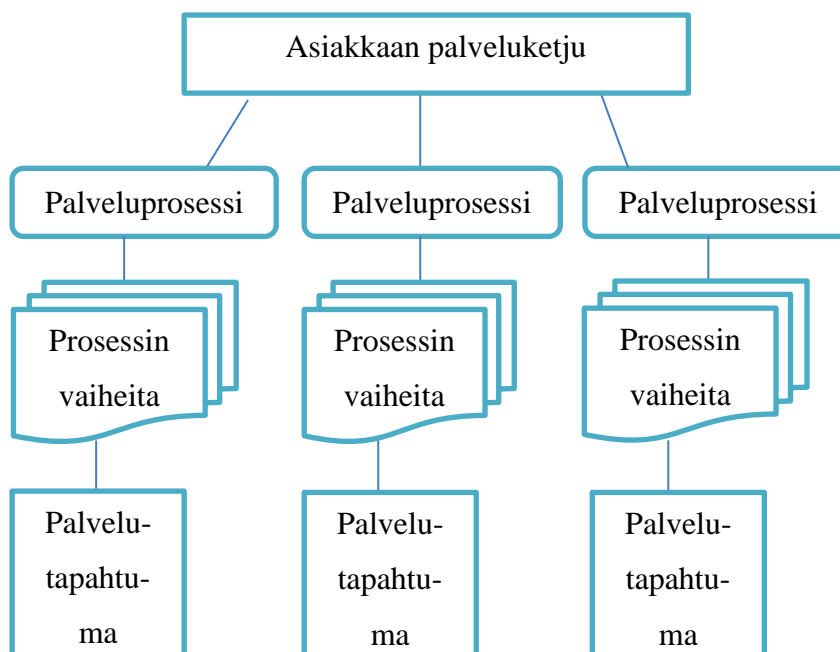 Asiakkaan palveluketju
Palveluprosessi
Palveluprosessi
Palveluprosessi
Prosessin
vaiheita
Prosessin
vaiheita
Prosessin
vaiheita
Palvelu-
tapahtu-
ma
Palvelu-
tapahtu-
ma
Palvelu-
tapahtu-
ma